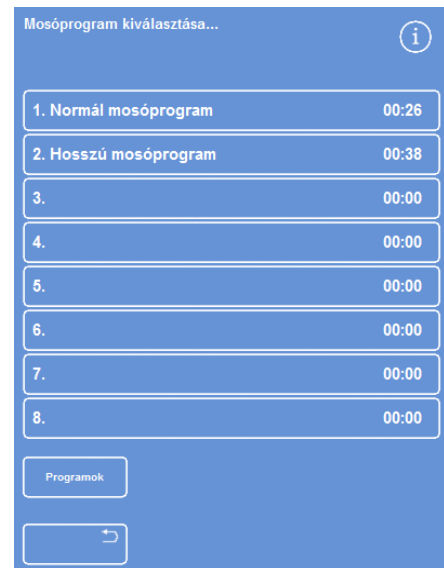 Mosóprogram kiválasztása...
i
1. Normál mosóprogram 00:26
2. Hosszú mosóprogram 00:38
3. 00:00
4. 00:00
5. 00:00
6. 00:00
7. 00:00
8. 00:00
Programok